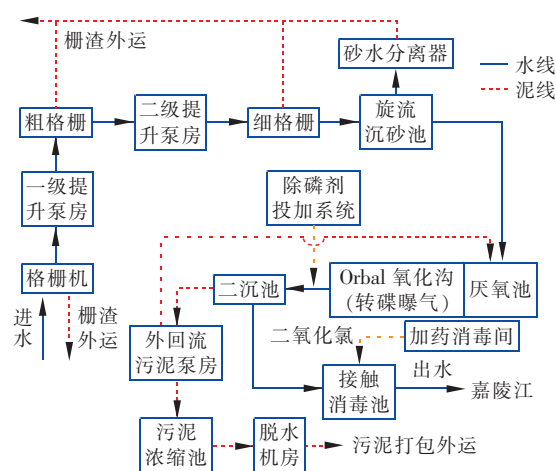 栅渣外运
砂水分离器
水线
泥线
粗格栅
二级提
升泵房
细格栅
旋流
沉砂池
一级提
升泵房
除磷剂
投加系统
格栅机
二沉池
Orbal 氧化沟
(转碟曝气)
厌氧池
进
水
栅渣
外运
外回流
污泥泵房
二氧化氯
加药消毒间
接触
消毒池
出水
嘉陵江
污泥
浓缩池
脱水
机房
污泥打包外运